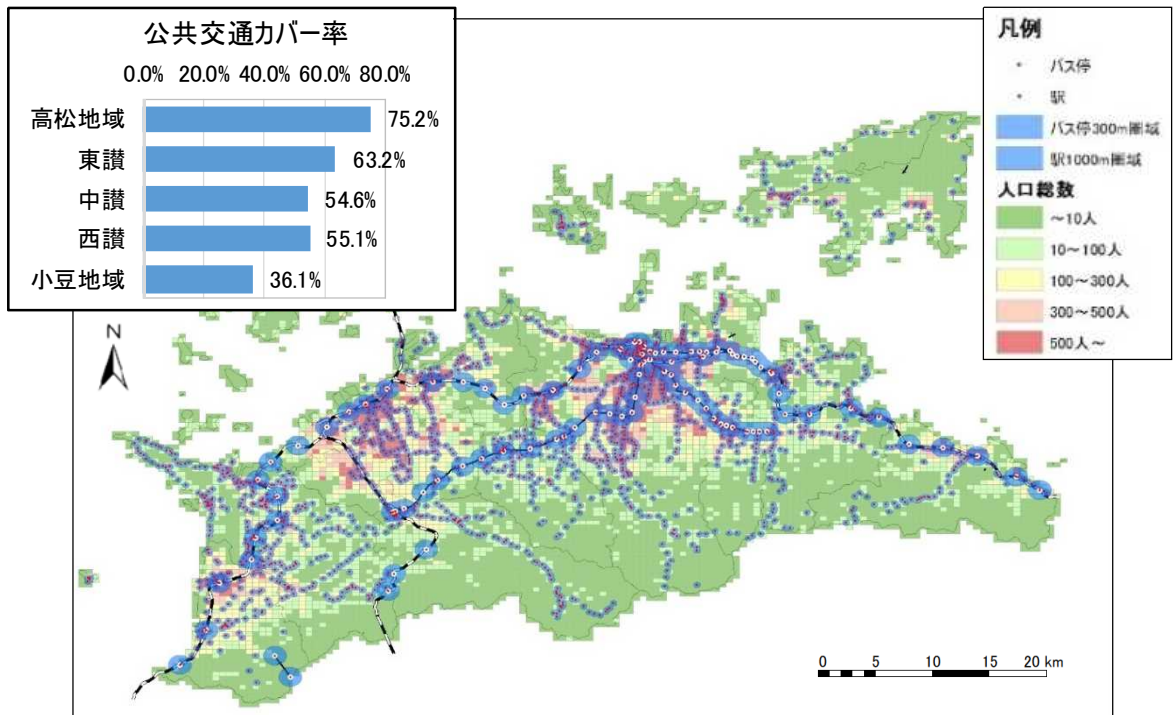 公共交通カバー率
0.0% 20.0% 40.0% 60.0% 80.0%
高松地域 75.2%
東讃 63.2%
中讃 54.6%
西讃 55.1%
小豆地域 36.1%
凡例
バス停
駅
バス停300m圏域
駅1000m圏域
人口総数
～10人
10～100人
100～300人
300～500人
500人～
N
0 5 10 15 20 km